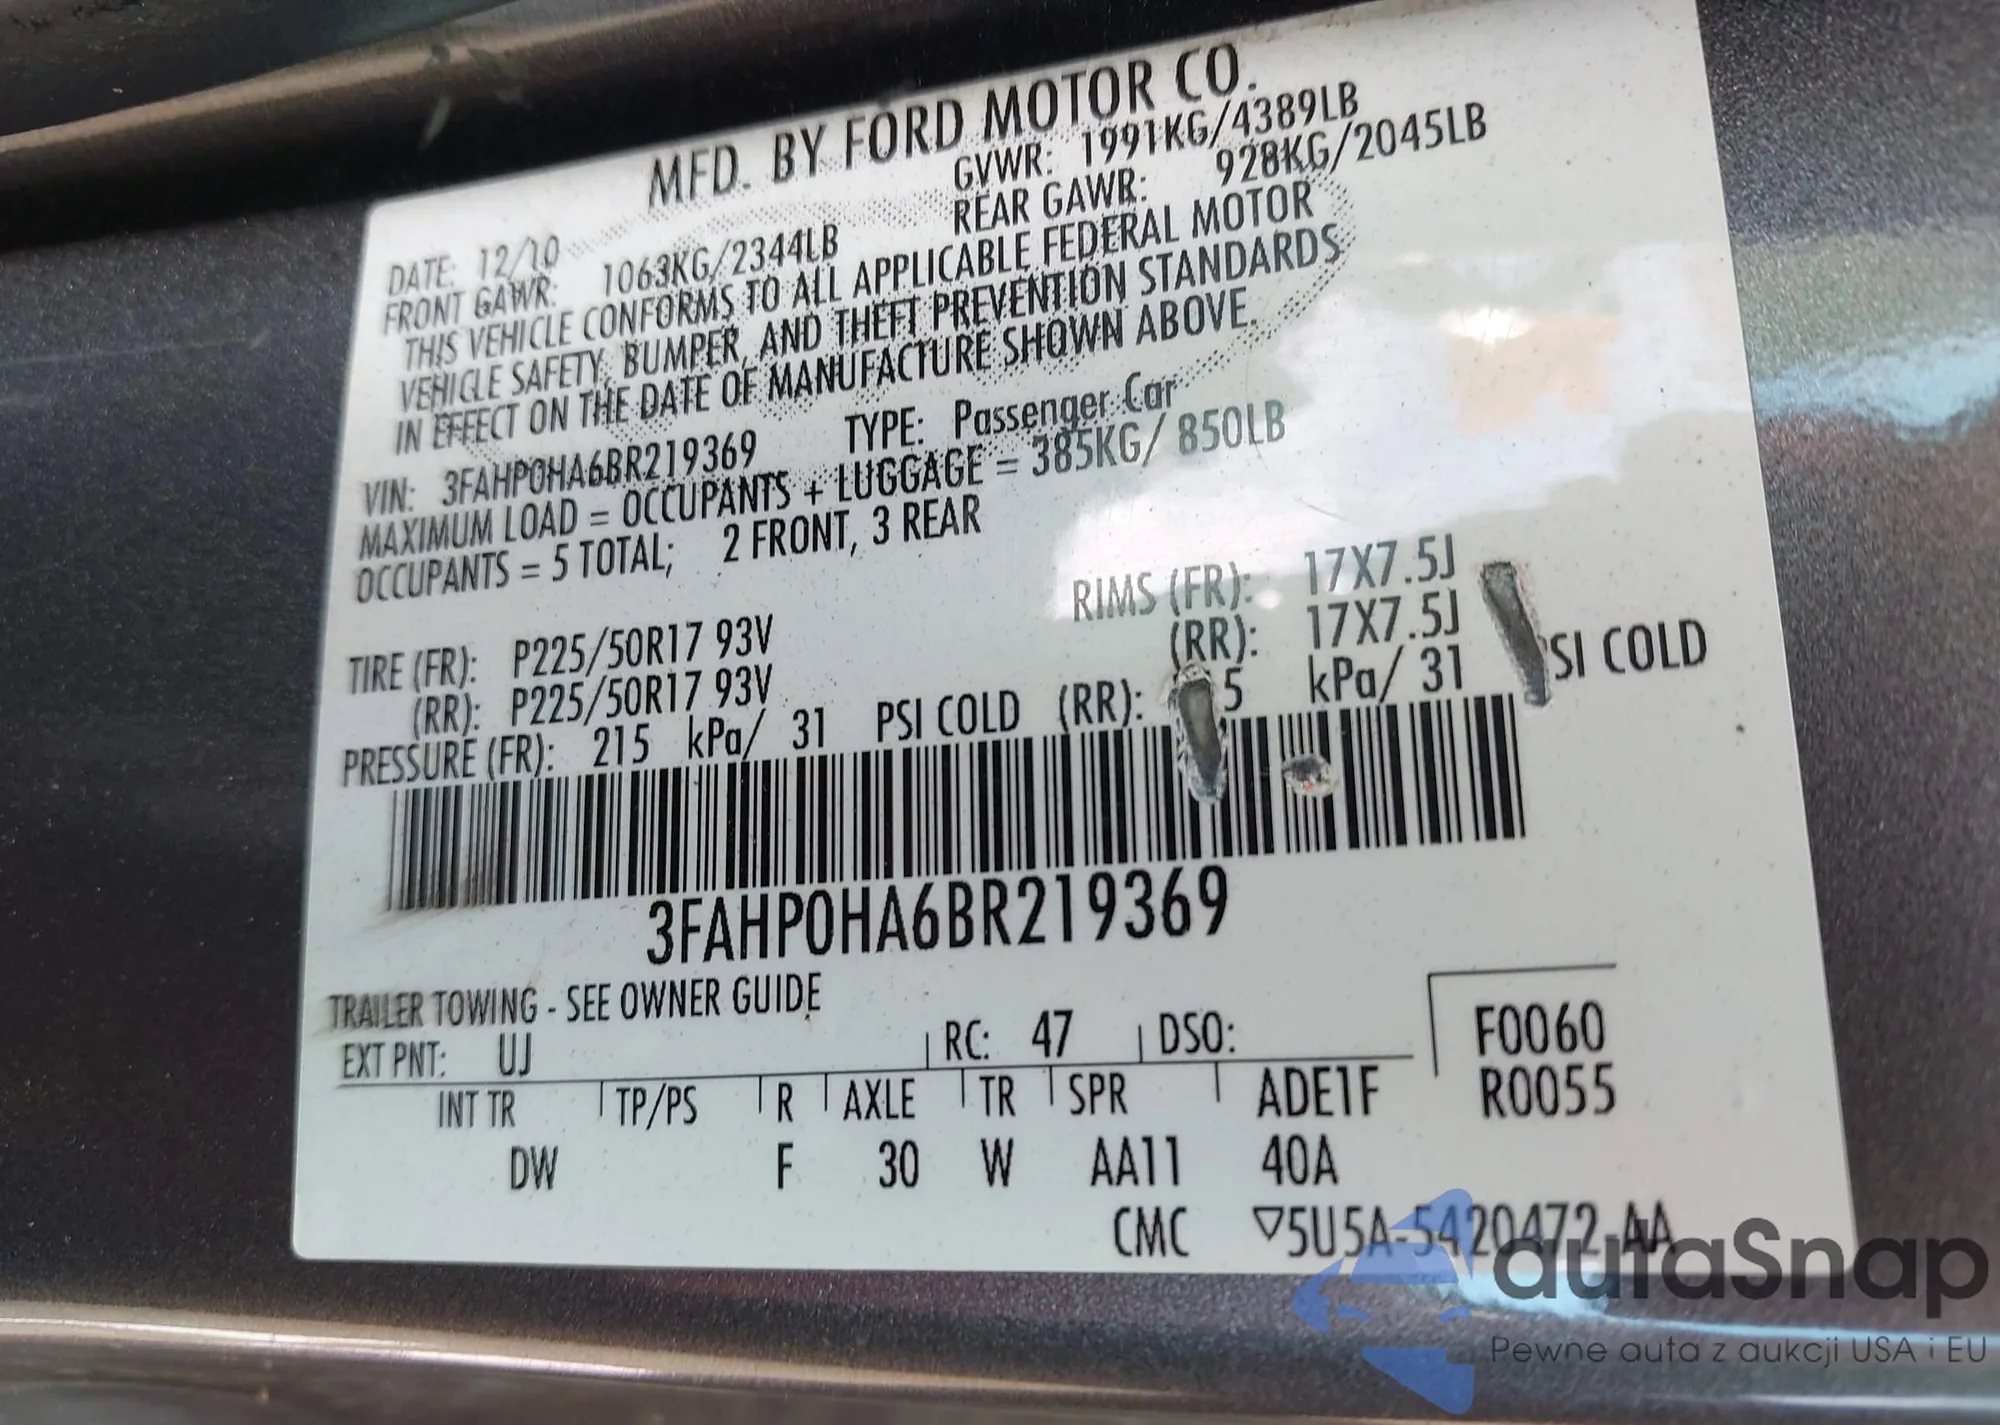 MFD. BY FORD MOTOR CO.
DATE: 12/10 GVWR: 1991KG/4389LB
FRONT GAWR: 1063KG/2344LB REAR GAWR: 928KG/2045LB
THIS VEHICLE CONFORMS TO ALL APPLICABLE FEDERAL MOTOR
VEHICLE SAFETY, BUMPER, AND THEFT PREVENTION STANDARDS
IN EFFECT ON THE DATE OF MANUFACTURE SHOWN ABOVE.
VIN: 3FAHP0HA6BR219369 TYPE: Passenger Car
MAXIMUM LOAD = OCCUPANTS + LUGGAGE = 385KG/ 850LB
OCCUPANTS = 5 TOTAL; 2 FRONT, 3 REAR
TIRE (FR): P225/50R17 93V RIMS (FR): 17X7.5J
(RR): P225/50R17 93V (RR): 17X7.5J
PRESSURE (FR): 215 kPa/ 31 PSI COLD (RR): 5 kPa/ 31 SI COLD
3FAHP0HA6BR219369
TRAILER TOWING - SEE OWNER GUIDE
EXT PNT: UJ RC: 47 DSO: F0060
INT TR TP/PS R AXLE TR SPR ADE1F R0055
DW F 30 W AA11 40A
CMC ▽5U5A-5420472-AA
autaSnap
Pewne auta z aukcji USA i EU